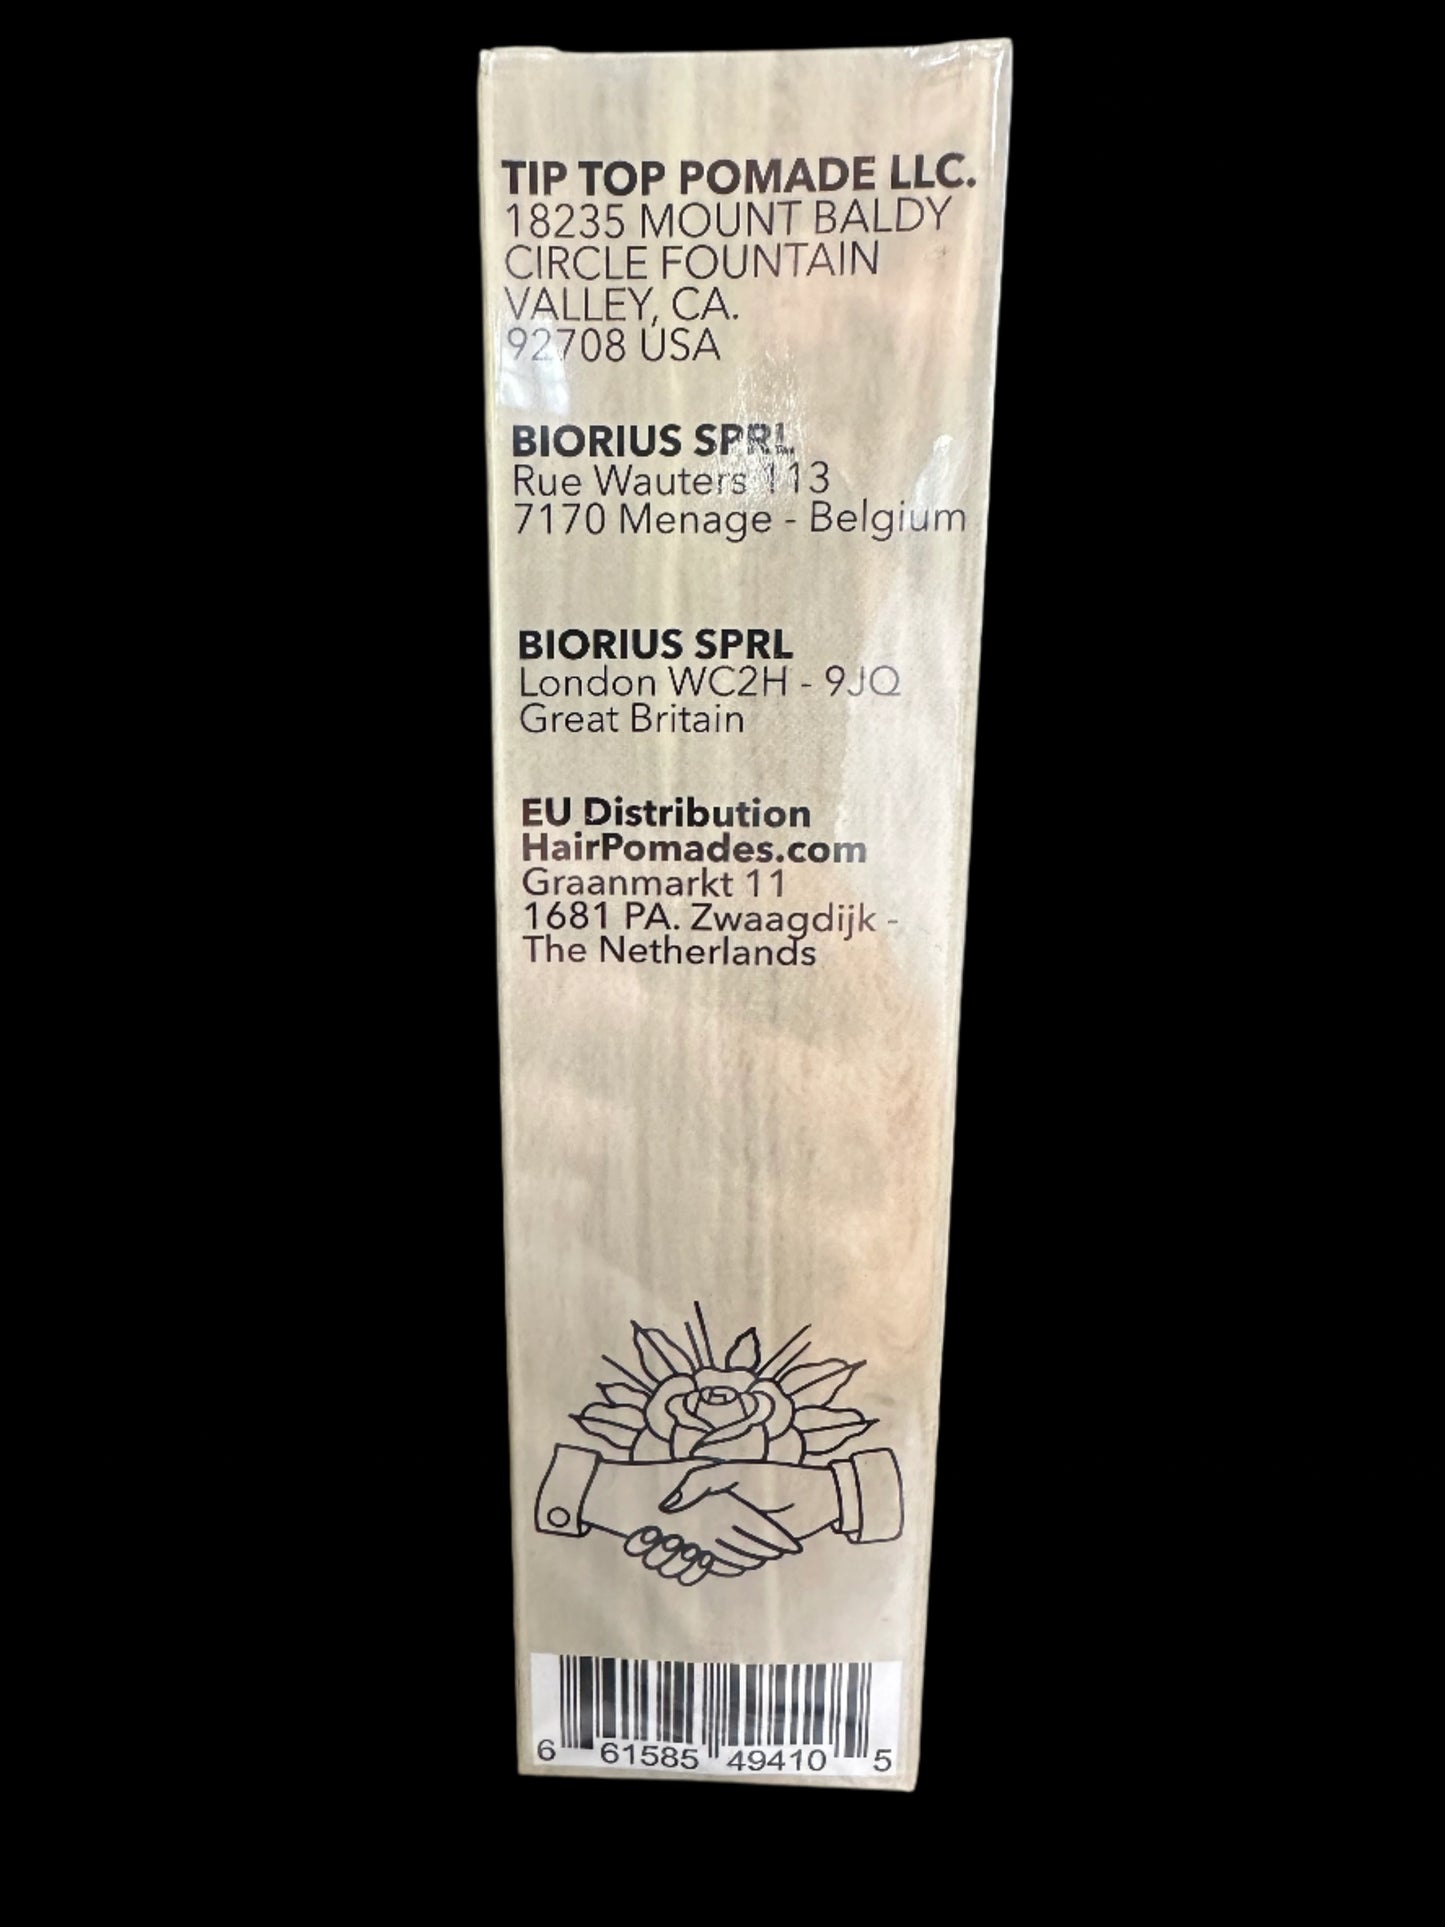 TIP TOP POMADE LLC.
18235 MOUNT BALDY
CIRCLE FOUNTAIN
VALLEY, CA.
92708 USA
BIORIUS SPRL
Rue Wauters 113
7170 Menage - Belgium
BIORIUS SPRL
London WC2H - 9JQ
Great Britain
EU Distribution
HairPomades.com
Graanmarkt 11
1681 PA. Zwaagdijk -
The Netherlands
6 61585 49410 5